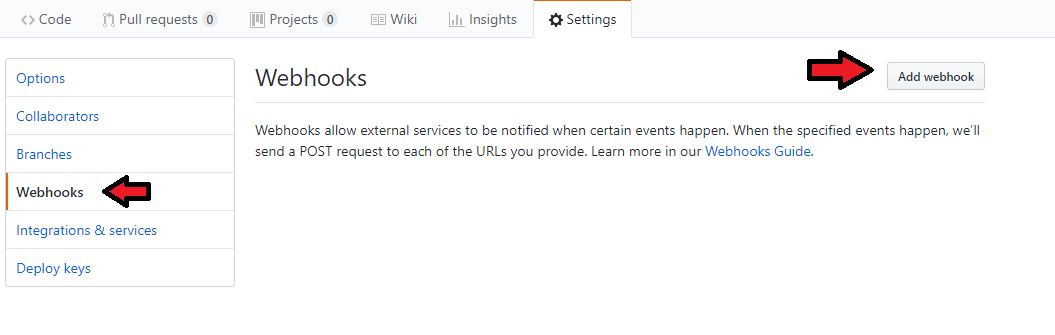 Code Pull requests 0 Projects 0 Wiki Insights Settings
Options
Collaborators
Branches
Webhooks
Integrations & services
Deploy keys
Webhooks
Add webhook
Webhooks allow external services to be notified when certain events happen. When the specified events happen, we'll
send a POST request to each of the URLs you provide. Learn more in our Webhooks Guide.